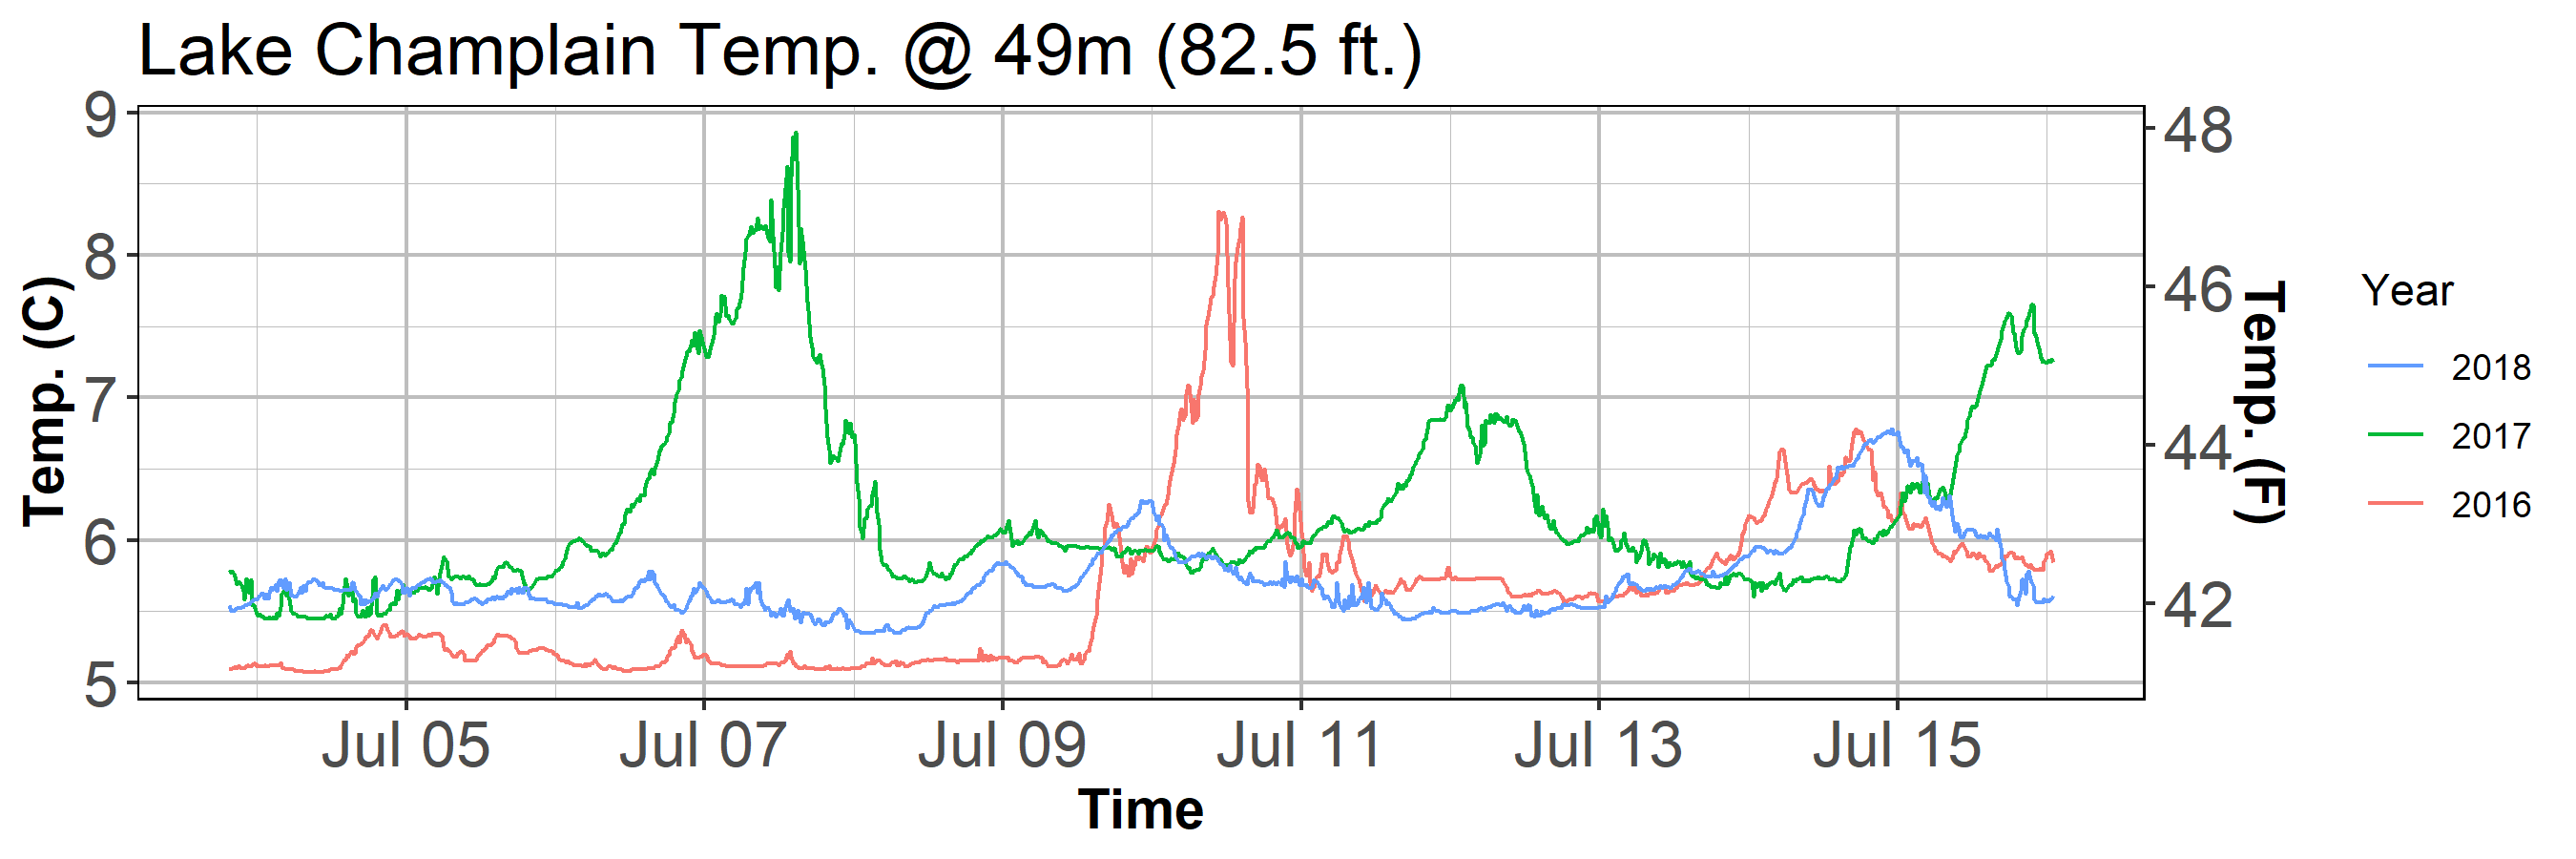 Lake Champlain Temp. @ 49m (82.5 ft.)
9
8
7
6
5
Temp. (C)
48
46
44
42
Temp. (F)
Jul 05 Jul 07 Jul 09 Jul 11 Jul 13 Jul 15
Time
Year
2018
2017
2016